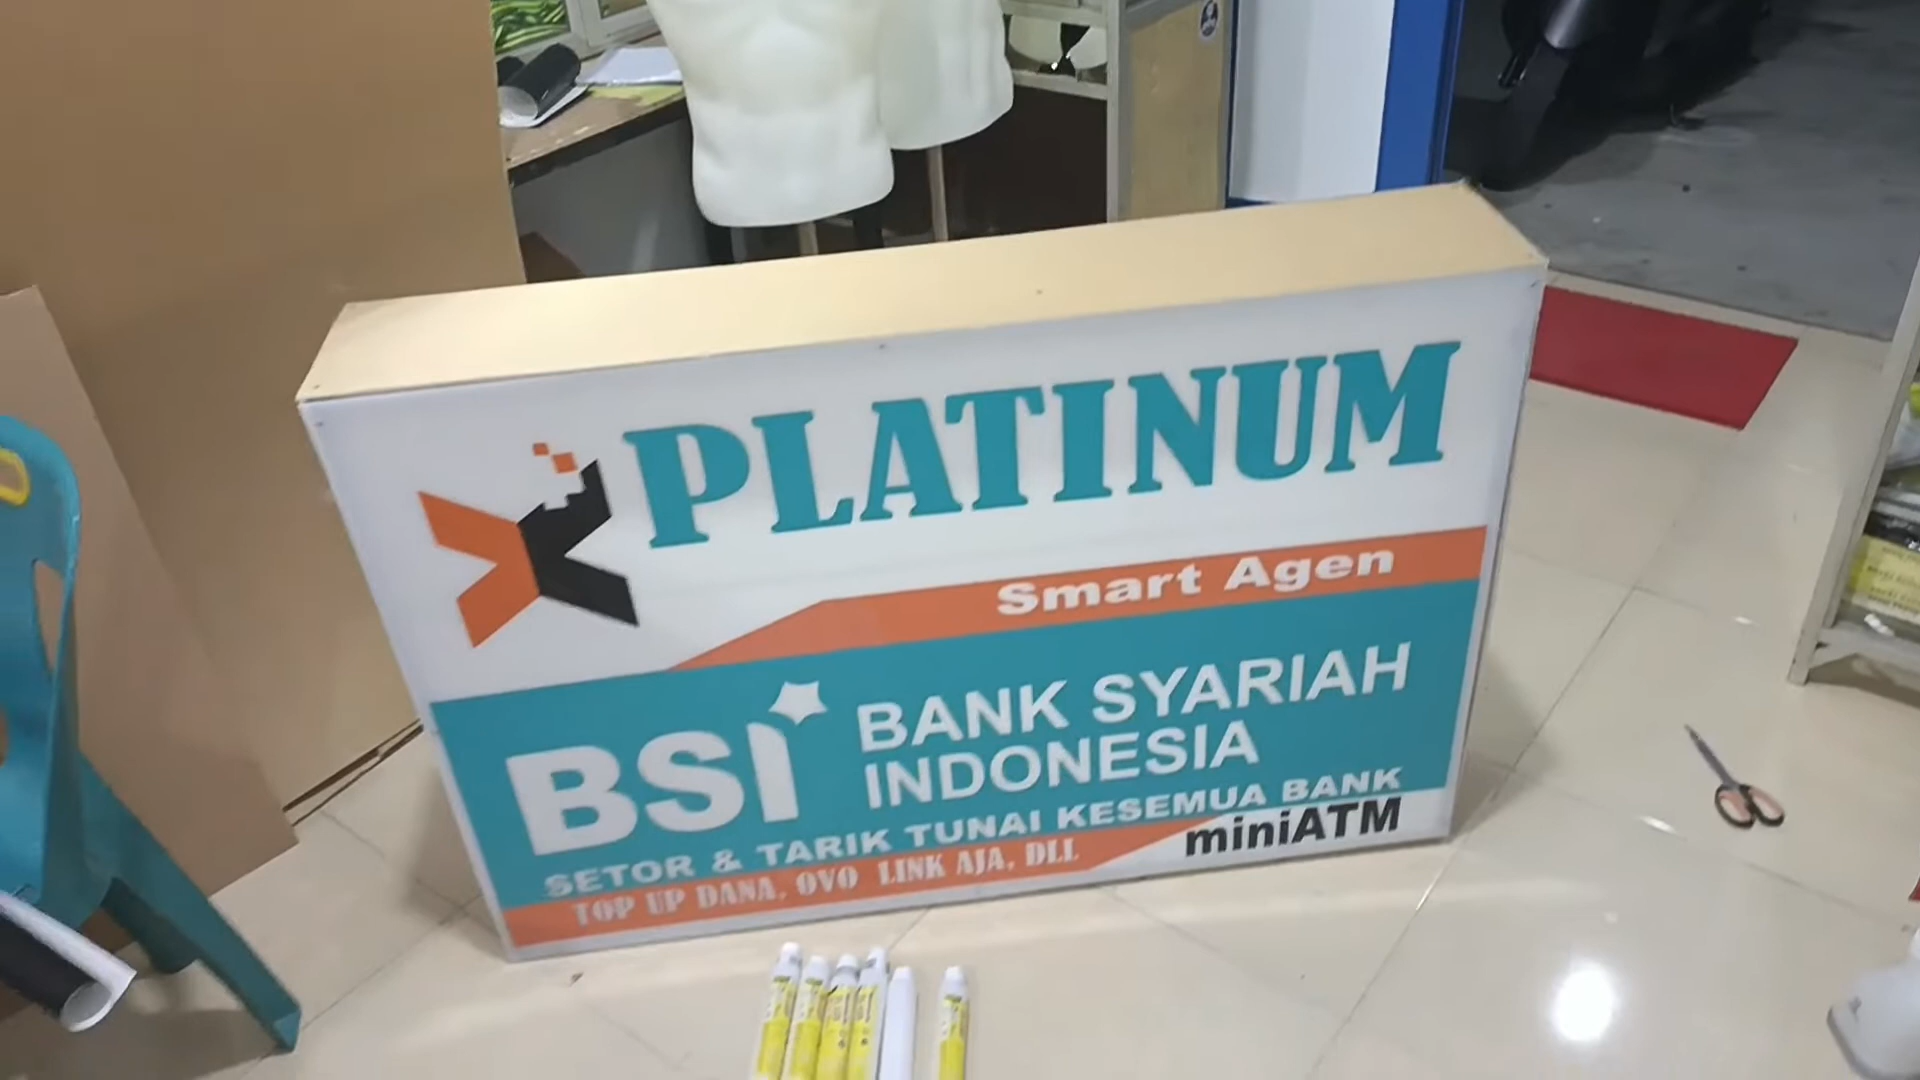 PLATINUM
Smart Agen
BSI BANK SYARIAH
INDONESIA
SETOR & TARIK TUNAI KESEMUA BANK
miniATM
TOP UP DANA, OVO LINK AJA, DLL